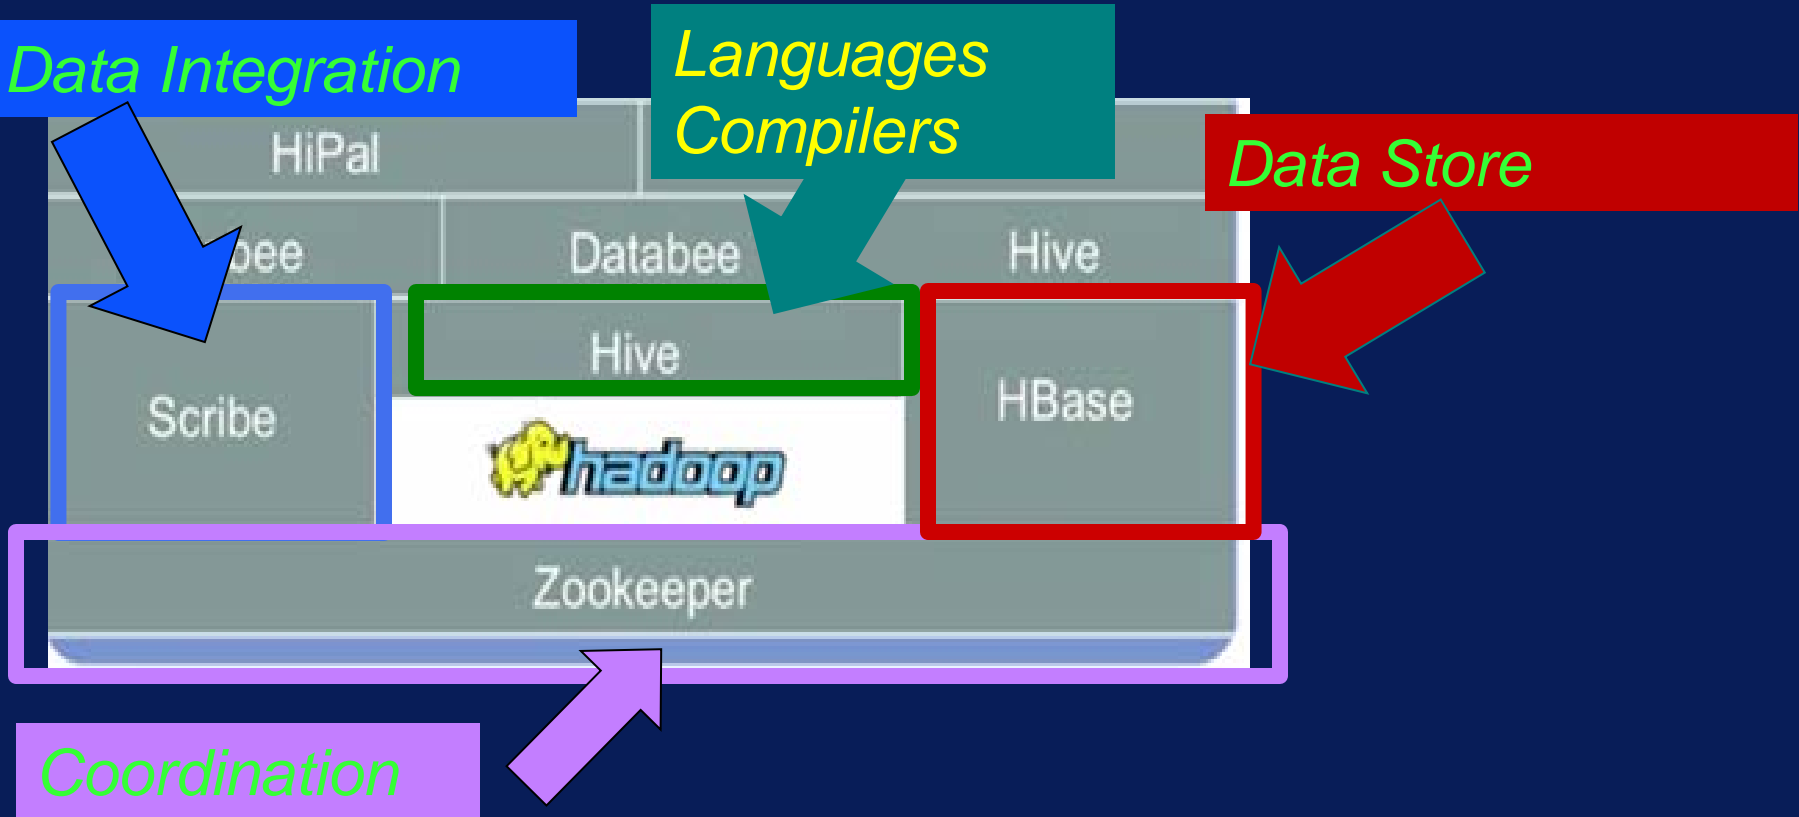 Data Integration
Languages
Compilers
Data Store
HiPal
Databee
Hive
Hive
Scribe
HBase
hadoop
Zookeeper
Coordination